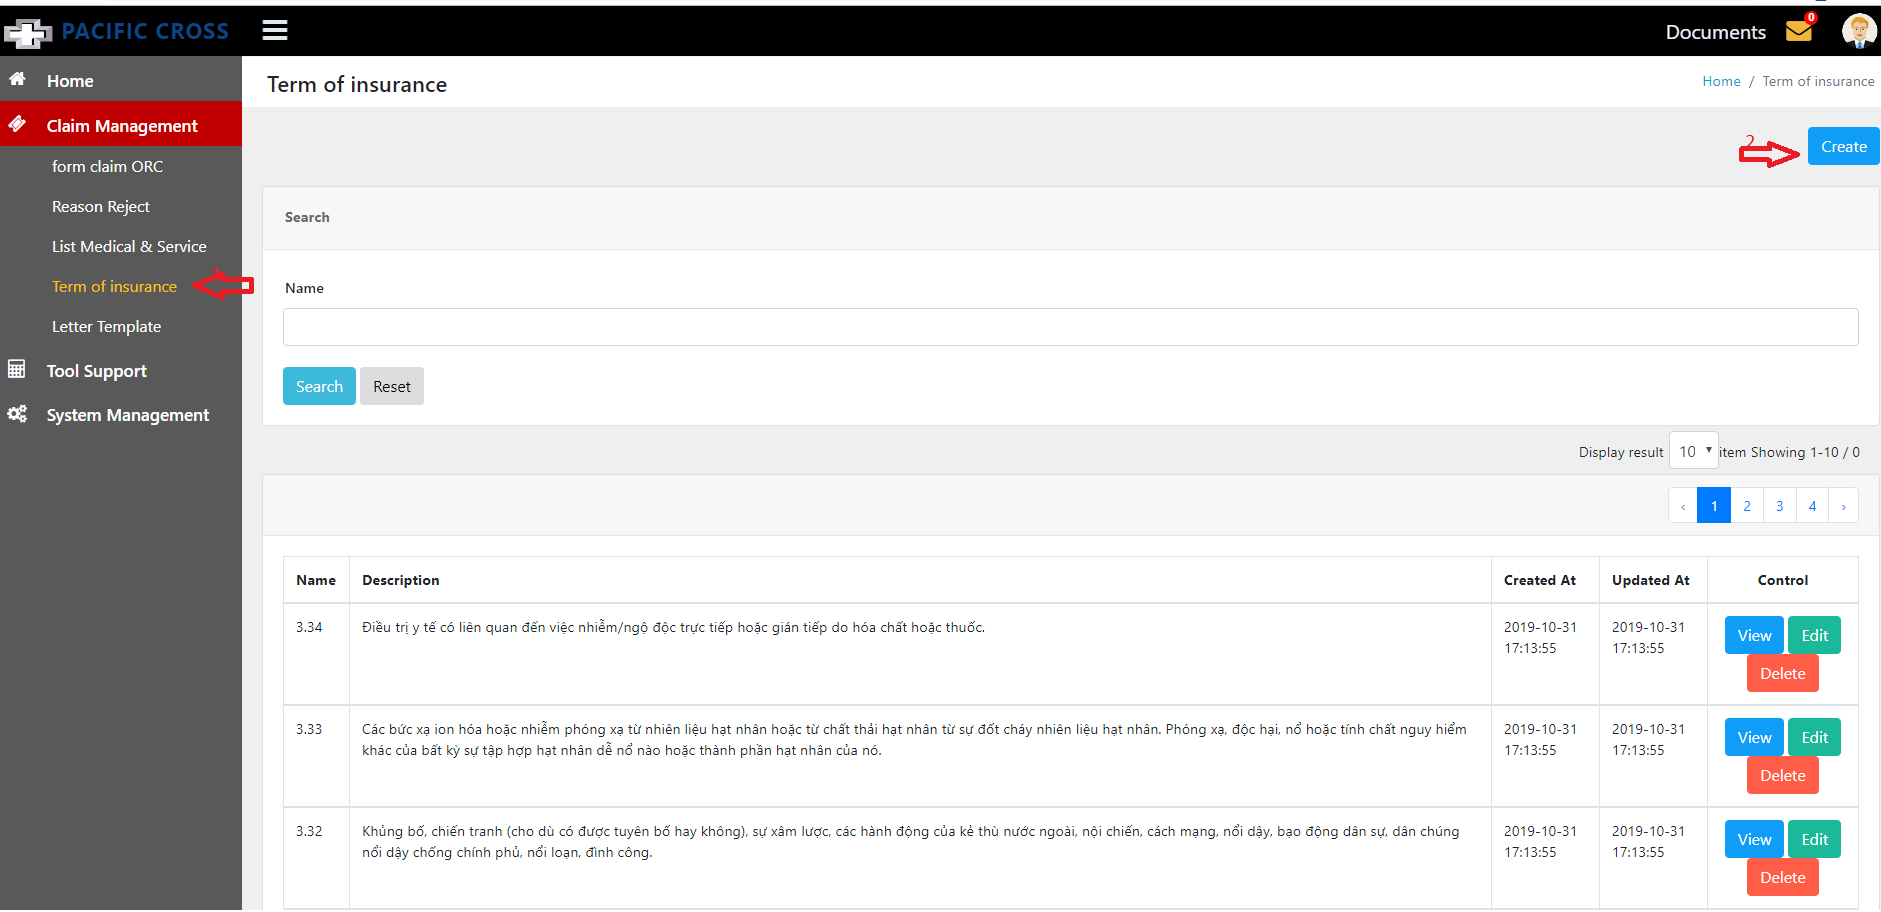 PACIFIC CROSS
Documents
0
Home
Claim Management
form claim ORC
Reason Reject
List Medical & Service
Term of insurance
1
Letter Template
Tool Support
System Management
Term of insurance
Home / Term of insurance
2
Create
Search
Name
Search
Reset
Display result 10 item Showing 1-10 / 0
‹ 1 2 3 4 ›
Name Description Created At Updated At Control
3.34 Điều trị y tế có liên quan đến việc nhiễm/ngộ độc trực tiếp hoặc gián tiếp do hóa chất hoặc thuốc. 2019-10-31 2019-10-31 View Edit
17:13:55 17:13:55
Delete
3.33 Các bức xạ ion hóa hoặc nhiễm phóng xạ từ nhiên liệu hạt nhân hoặc từ chất thải hạt nhân từ sự đốt cháy nhiên liệu hạt nhân. Phóng xạ, độc hại, nổ hoặc tính chất nguy hiểm 2019-10-31 2019-10-31 View Edit
khác của bất kỳ sự tập hợp hạt nhân dễ nổ nào hoặc thành phần hạt nhân của nó. 17:13:55 17:13:55
Delete
3.32 Khủng bố, chiến tranh (cho dù có được tuyên bố hay không), sự xâm lược, các hành động của kẻ thù nước ngoài, nội chiến, cách mạng, nổi dậy, bạo động dân sự, dân chúng 2019-10-31 2019-10-31 View Edit
nổi dậy chống chính phủ, nổi loạn, đình công. 17:13:55 17:13:55
Delete